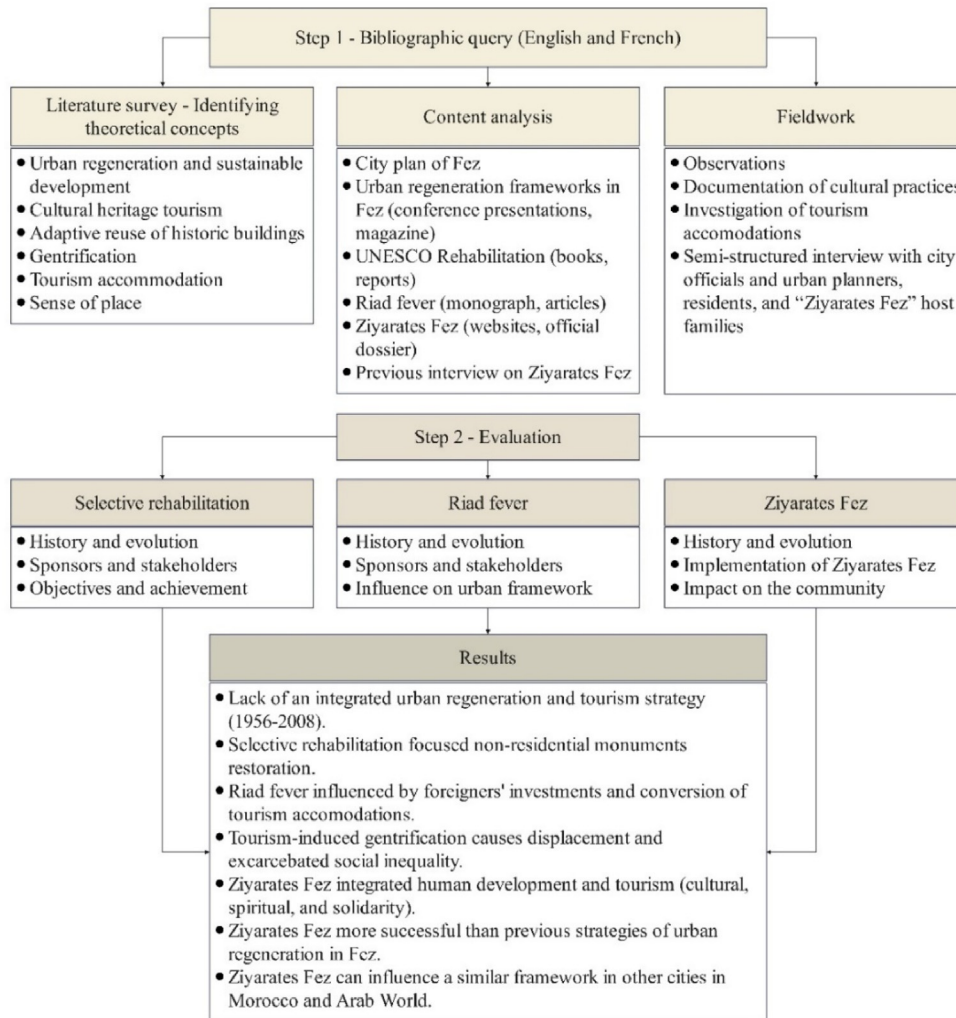 Step 1 - Bibliographic query (English and French)
Literature survey - Identifying
theoretical concepts
● Urban regeneration and sustainable
development
● Cultural heritage tourism
● Adaptive reuse of historic buildings
● Gentrification
● Tourism accommodation
● Sense of place
Content analysis
● City plan of Fez
● Urban regeneration frameworks in
Fez (conference presentations,
magazine)
● UNESCO Rehabilitation (books,
reports)
● Riad fever (monograph, articles)
● Ziyarates Fez (websites, official
dossier)
● Previous interview on Ziyarates Fez
Fieldwork
● Observations
● Documentation of cultural practices
● Investigation of tourism
accomodations
● Semi-structured interview with city
officials and urban planners,
residents, and “Ziyarates Fez” host
families
Step 2 - Evaluation
Selective rehabilitation
● History and evolution
● Sponsors and stakeholders
● Objectives and achievement
Riad fever
● History and evolution
● Sponsors and stakeholders
● Influence on urban framework
Ziyarates Fez
● History and evolution
● Implementation of Ziyarates Fez
● Impact on the community
Results
● Lack of an integrated urban regeneration and tourism strategy
(1956-2008).
● Selective rehabilitation focused non-residential monuments
restoration.
● Riad fever influenced by foreigners' investments and conversion of
tourism accomodations.
● Tourism-induced gentrification causes displacement and
excarcebated social inequality.
● Ziyarates Fez integrated human development and tourism (cultural,
spiritual, and solidarity).
● Ziyarates Fez more successful than previous strategies of urban
regeneration in Fez.
● Ziyarates Fez can influence a similar framework in other cities in
Morocco and Arab World.